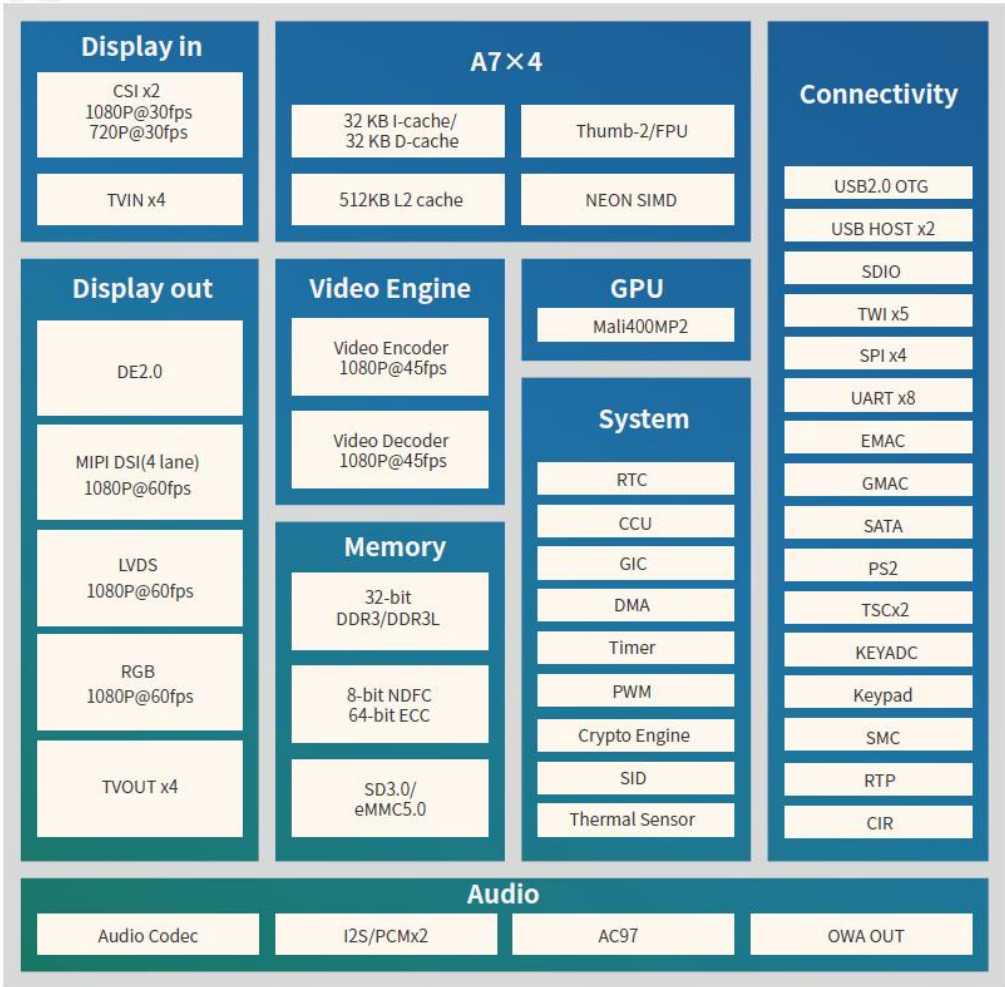 Display in
CSI x2
1080P@30fps
720P@30fps
TVIN x4
A7×4
32 KB I-cache/
32 KB D-cache
Thumb-2/FPU
512KB L2 cache
NEON SIMD
Connectivity
USB2.0 OTG
USB HOST x2
SDIO
TWI x5
SPI x4
UART x8
EMAC
GMAC
SATA
PS2
TSCx2
KEYADC
Keypad
SMC
RTP
CIR
Display out
DE2.0
MIPI DSI(4 lane)
1080P@60fps
LVDS
1080P@60fps
RGB
1080P@60fps
TVOUT x4
Video Engine
Video Encoder
1080P@45fps
Video Decoder
1080P@45fps
GPU
Mali400MP2
Memory
32-bit
DDR3/DDR3L
8-bit NDFC
64-bit ECC
SD3.0/
eMMC5.0
System
RTC
CCU
GIC
DMA
Timer
PWM
Crypto Engine
SID
Thermal Sensor
Audio
Audio Codec
I2S/PCMx2
AC97
OWA OUT